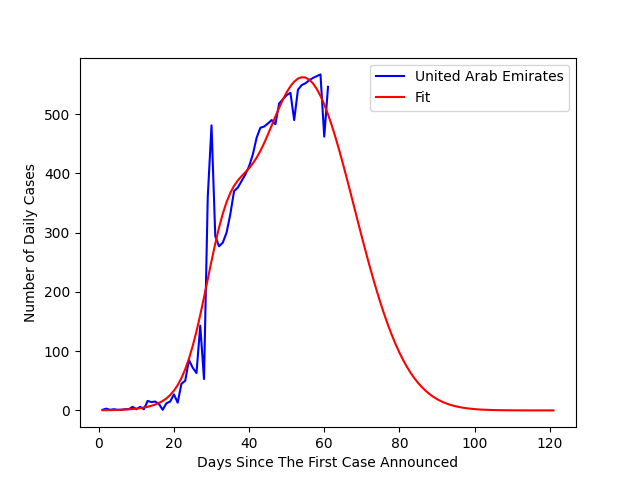 United Arab Emirates
Fit
Number of Daily Cases
500
400
300
200
100
0
0 20 40 60 80 100 120
Days Since The First Case Announced